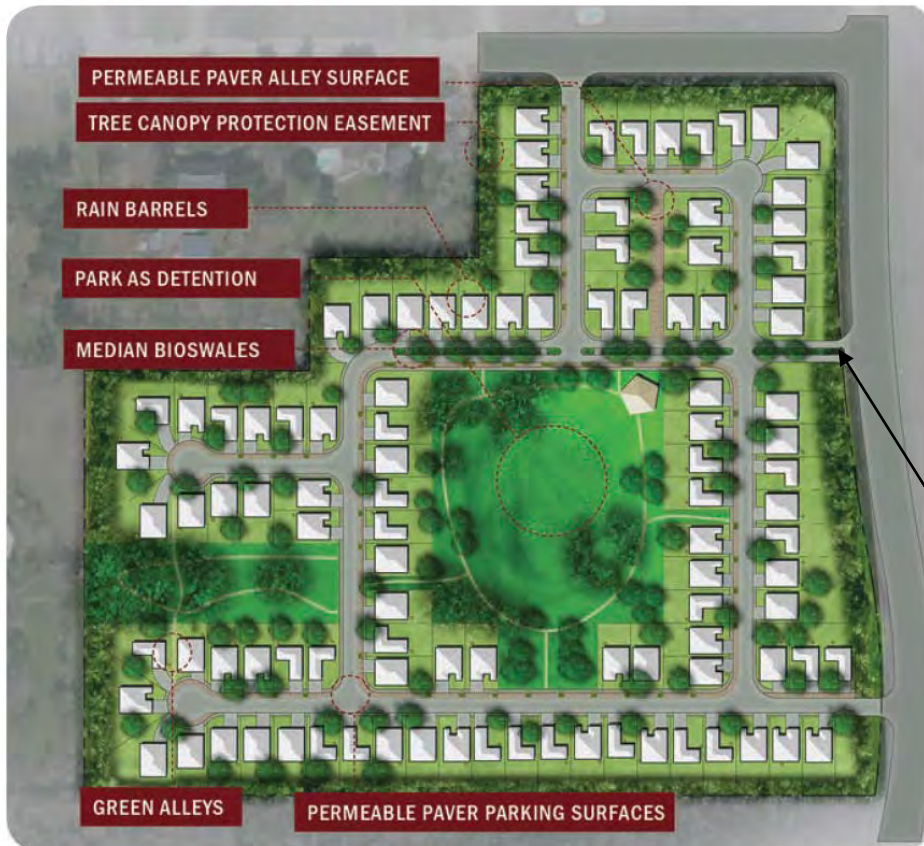 PERMEABLE PAVER ALLEY SURFACE
TREE CANOPY PROTECTION EASEMENT
RAIN BARRELS
PARK AS DETENTION
MEDIAN BIOSWALES
GREEN ALLEYS
PERMEABLE PAVER PARKING SURFACES